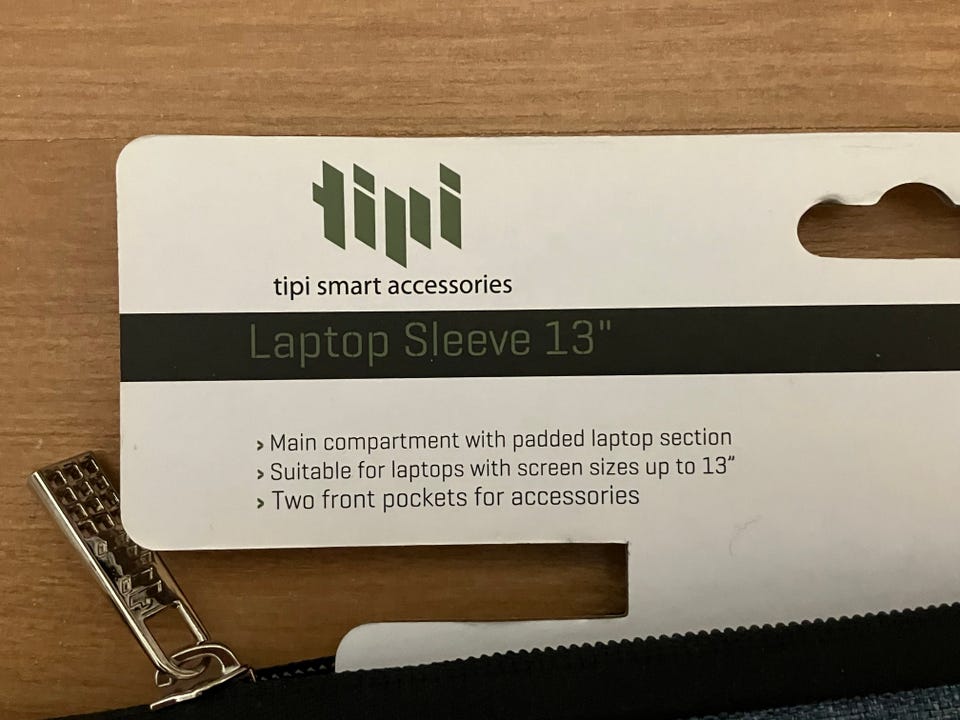 tipi
tipi smart accessories
Laptop Sleeve 13"
› Main compartment with padded laptop section
› Suitable for laptops with screen sizes up to 13”
› Two front pockets for accessories